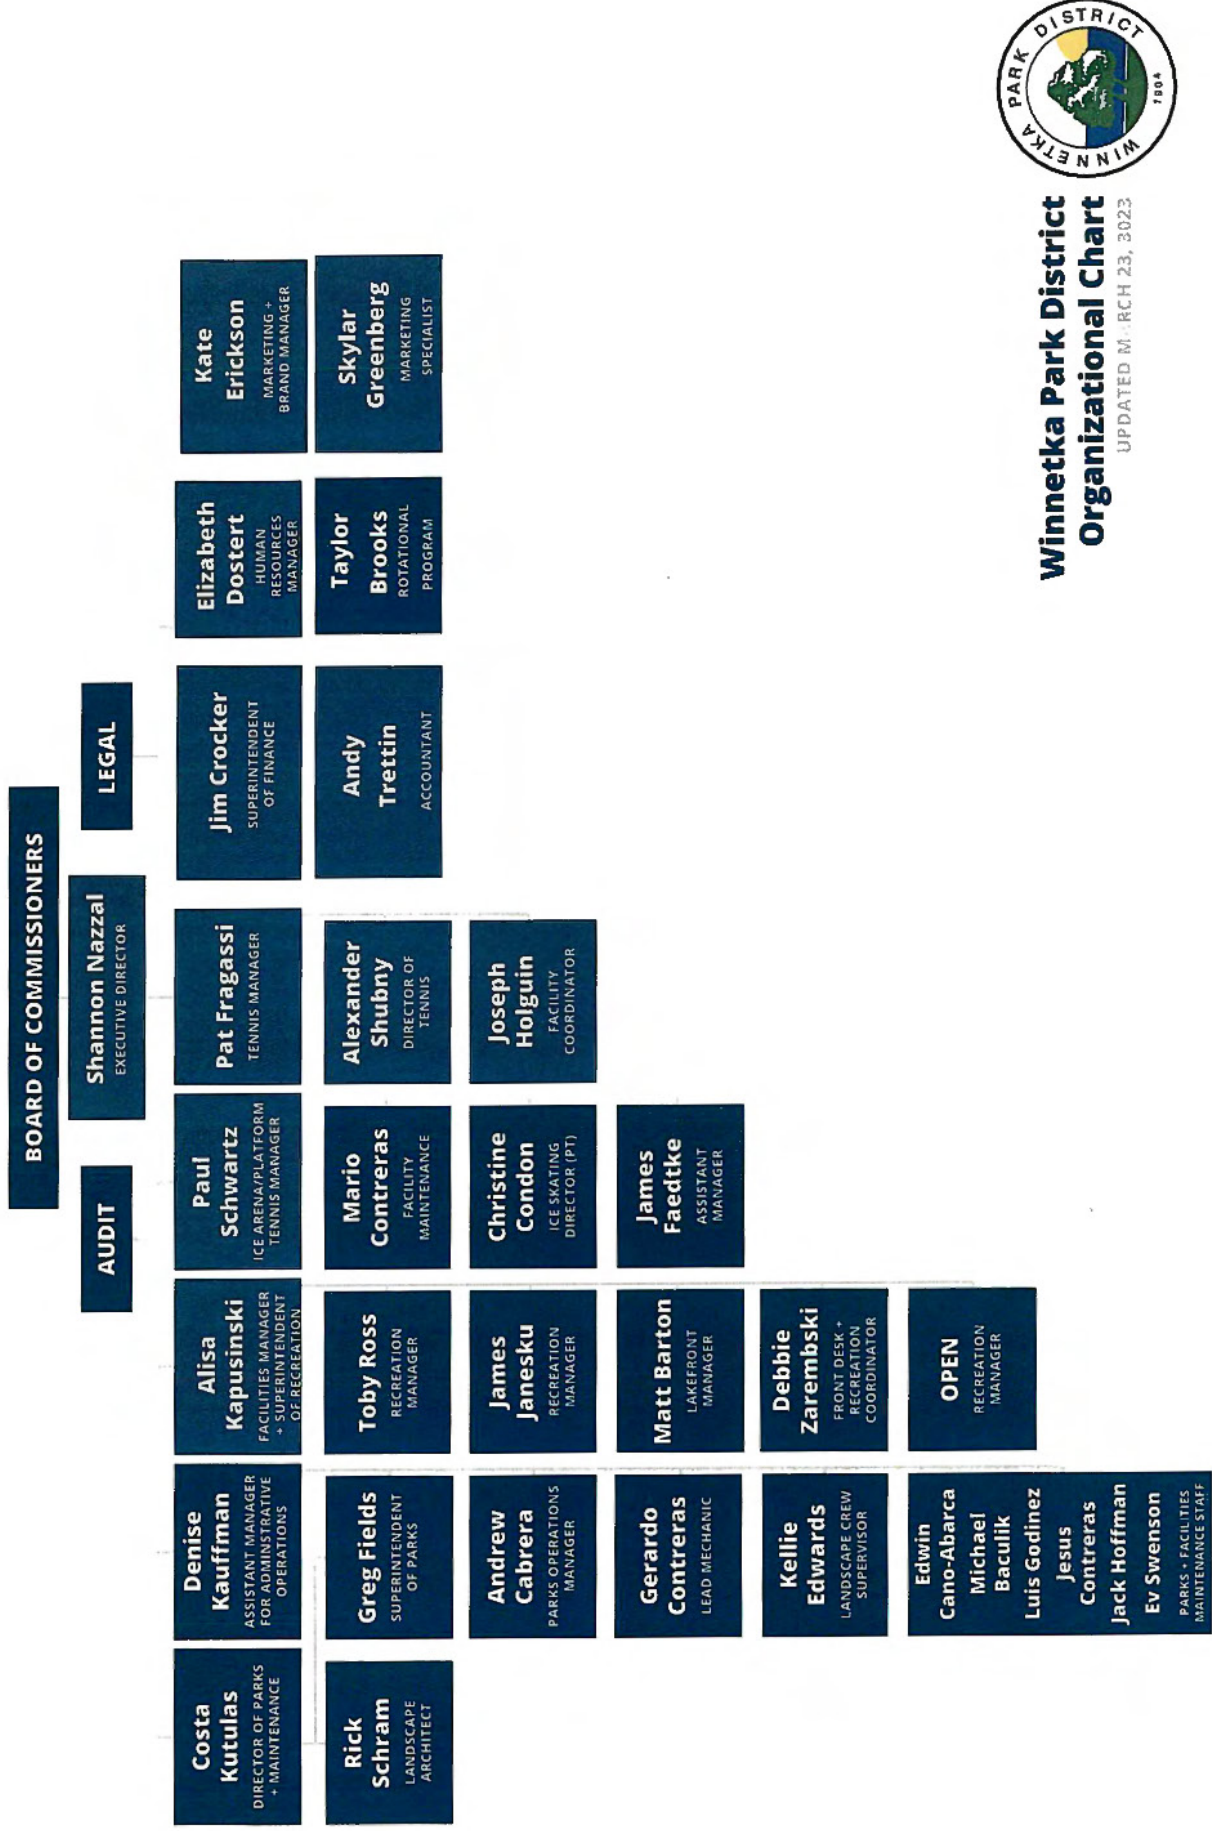 BOARD OF COMMISSIONERS
AUDIT
Shannon Nazzal
EXECUTIVE DIRECTOR
LEGAL
Costa
Kutulas
DIRECTOR OF PARKS
+ MAINTENANCE
Denise
Kauffman
ASSISTANT MANAGER
FOR ADMINSTRATIVE
OPERATIONS
Alisa
Kapusinski
FACILITIES MANAGER
+ SUPERINTENDENT
OF RECREATION
Paul
Schwartz
ICE ARENA/PLATFORM
TENNIS MANAGER
Pat Fragassi
TENNIS MANAGER
Jim Crocker
SUPERINTENDENT
OF FINANCE
Elizabeth
Dostert
HUMAN
RESOURCES
MANAGER
Kate
Erickson
MARKETING +
BRAND MANAGER
Rick
Schram
LANDSCAPE
ARCHITECT
Greg Fields
SUPERINTENDENT
OF PARKS
Toby Ross
RECREATION
MANAGER
Mario
Contreras
FACILITY
MAINTENANCE
Alexander
Shubny
DIRECTOR OF
TENNIS
Andy
Trettin
ACCOUNTANT
Taylor
Brooks
ROTATIONAL
PROGRAM
Skylar
Greenberg
MARKETING
SPECIALIST
Andrew
Cabrera
PARKS OPERATIONS
MANAGER
James
Janesku
RECREATION
MANAGER
Christine
Condon
ICE SKATING
DIRECTOR (PT)
Joseph
Holguin
FACILITY
COORDINATOR
Gerardo
Contreras
LEAD MECHANIC
Matt Barton
LAKEFRONT
MANAGER
James
Faedtke
ASSISTANT
MANAGER
Kellie
Edwards
LANDSCAPE CREW
SUPERVISOR
Debbie
Zarembski
FRONT DESK +
RECREATION
COORDINATOR
Edwin
Cano-Abarca
Michael
Baculik
Luis Godinez
Jesus
Contreras
Jack Hoffman
Ev Swenson
PARKS + FACILITIES
MAINTENANCE STAFF
OPEN
RECREATION
MANAGER
Winnetka Park District
Organizational Chart
UPDATED MARCH 23, 3023
WINNETKA PARK DISTRICT
1904